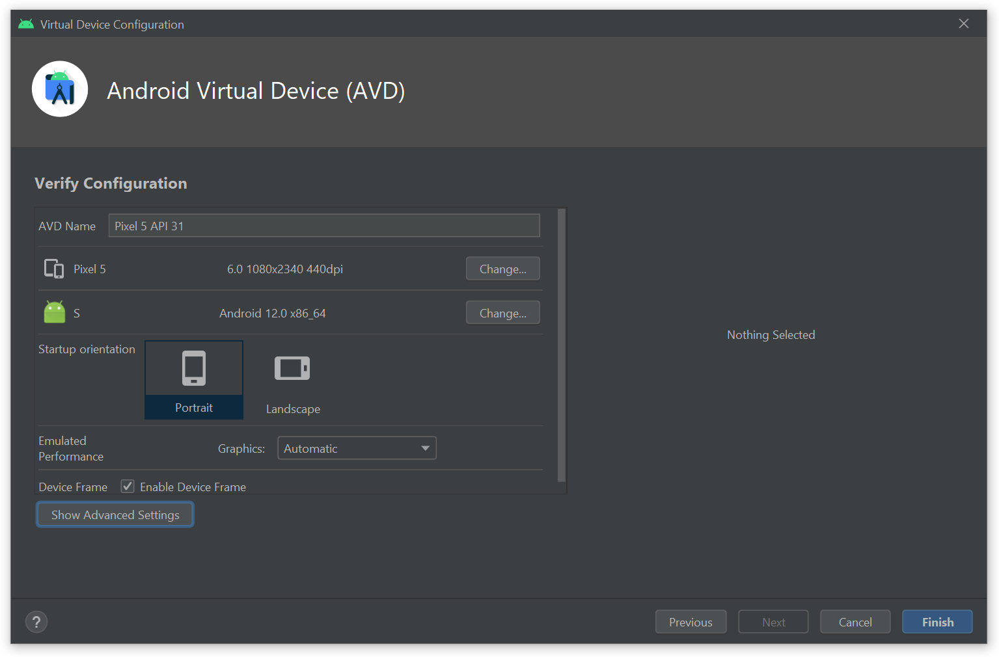 Virtual Device Configuration
Android Virtual Device (AVD)
Verify Configuration
AVD Name Pixel 5 API 31
Pixel 5 6.0 1080x2340 440dpi Change...
S Android 12.0 x86_64 Change...
Nothing Selected
Startup orientation
Portrait
Landscape
Emulated
Performance
Graphics: Automatic
Device Frame Enable Device Frame
Show Advanced Settings
? Previous Next Cancel Finish